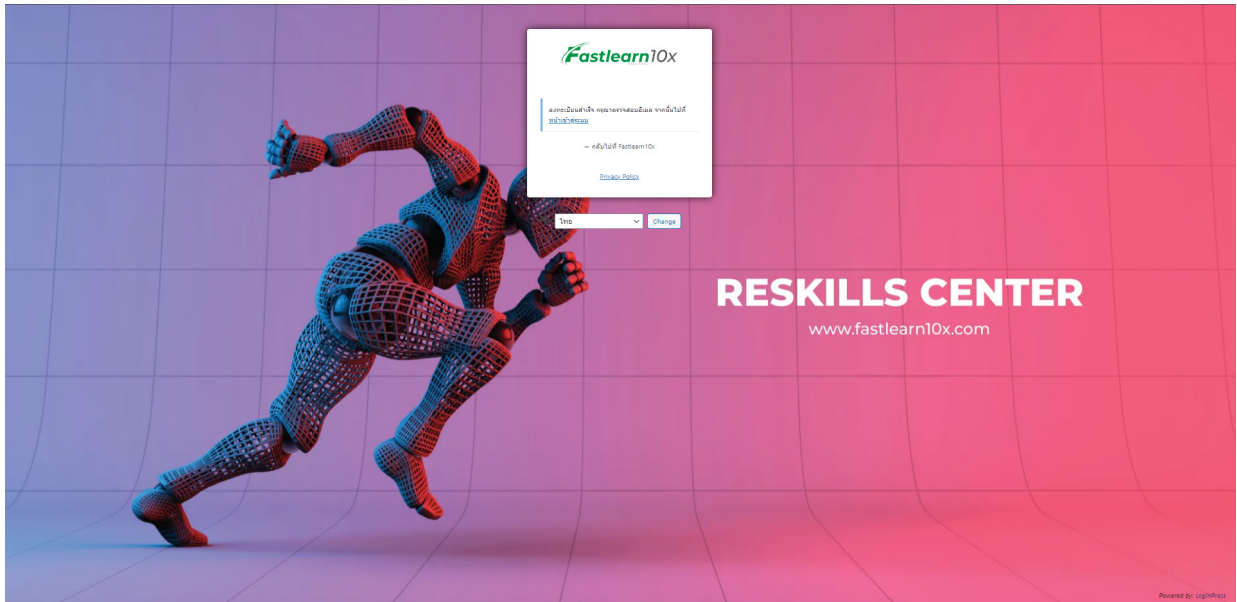 Fastlearn10x
ลงทะเบียนสำเร็จ กรุณาตรวจสอบอีเมล จากนั้นไปที่
หน้าเข้าสู่ระบบ
← กลับไปที่ Fastlearn10x
Privacy Policy
ไทย
Change
RESKILLS CENTER
www.fastlearn10x.com
Powered by: LoginPress